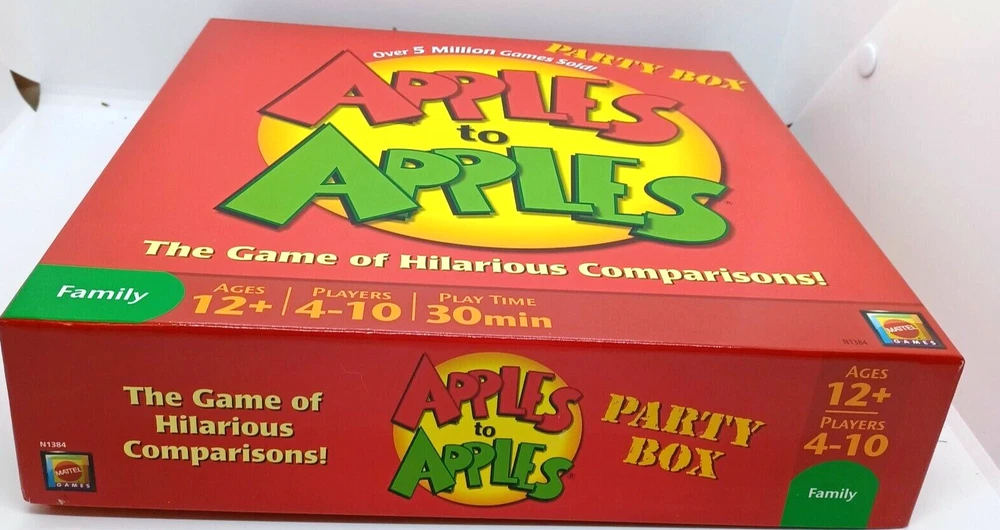 PARTY BOX
Over 5 Million Games Sold!
APPLES
to
APPLES
The Game of Hilarious Comparisons!
Family
AGES
12+
PLAYERS
4-10
PLAY TIME
30min
N1384
MATTEL
GAMES
The Game of
Hilarious
Comparisons!
N1384
MATTEL
GAMES
APPLES
to
APPLES
PARTY
BOX
AGES
12+
PLAYERS
4-10
Family